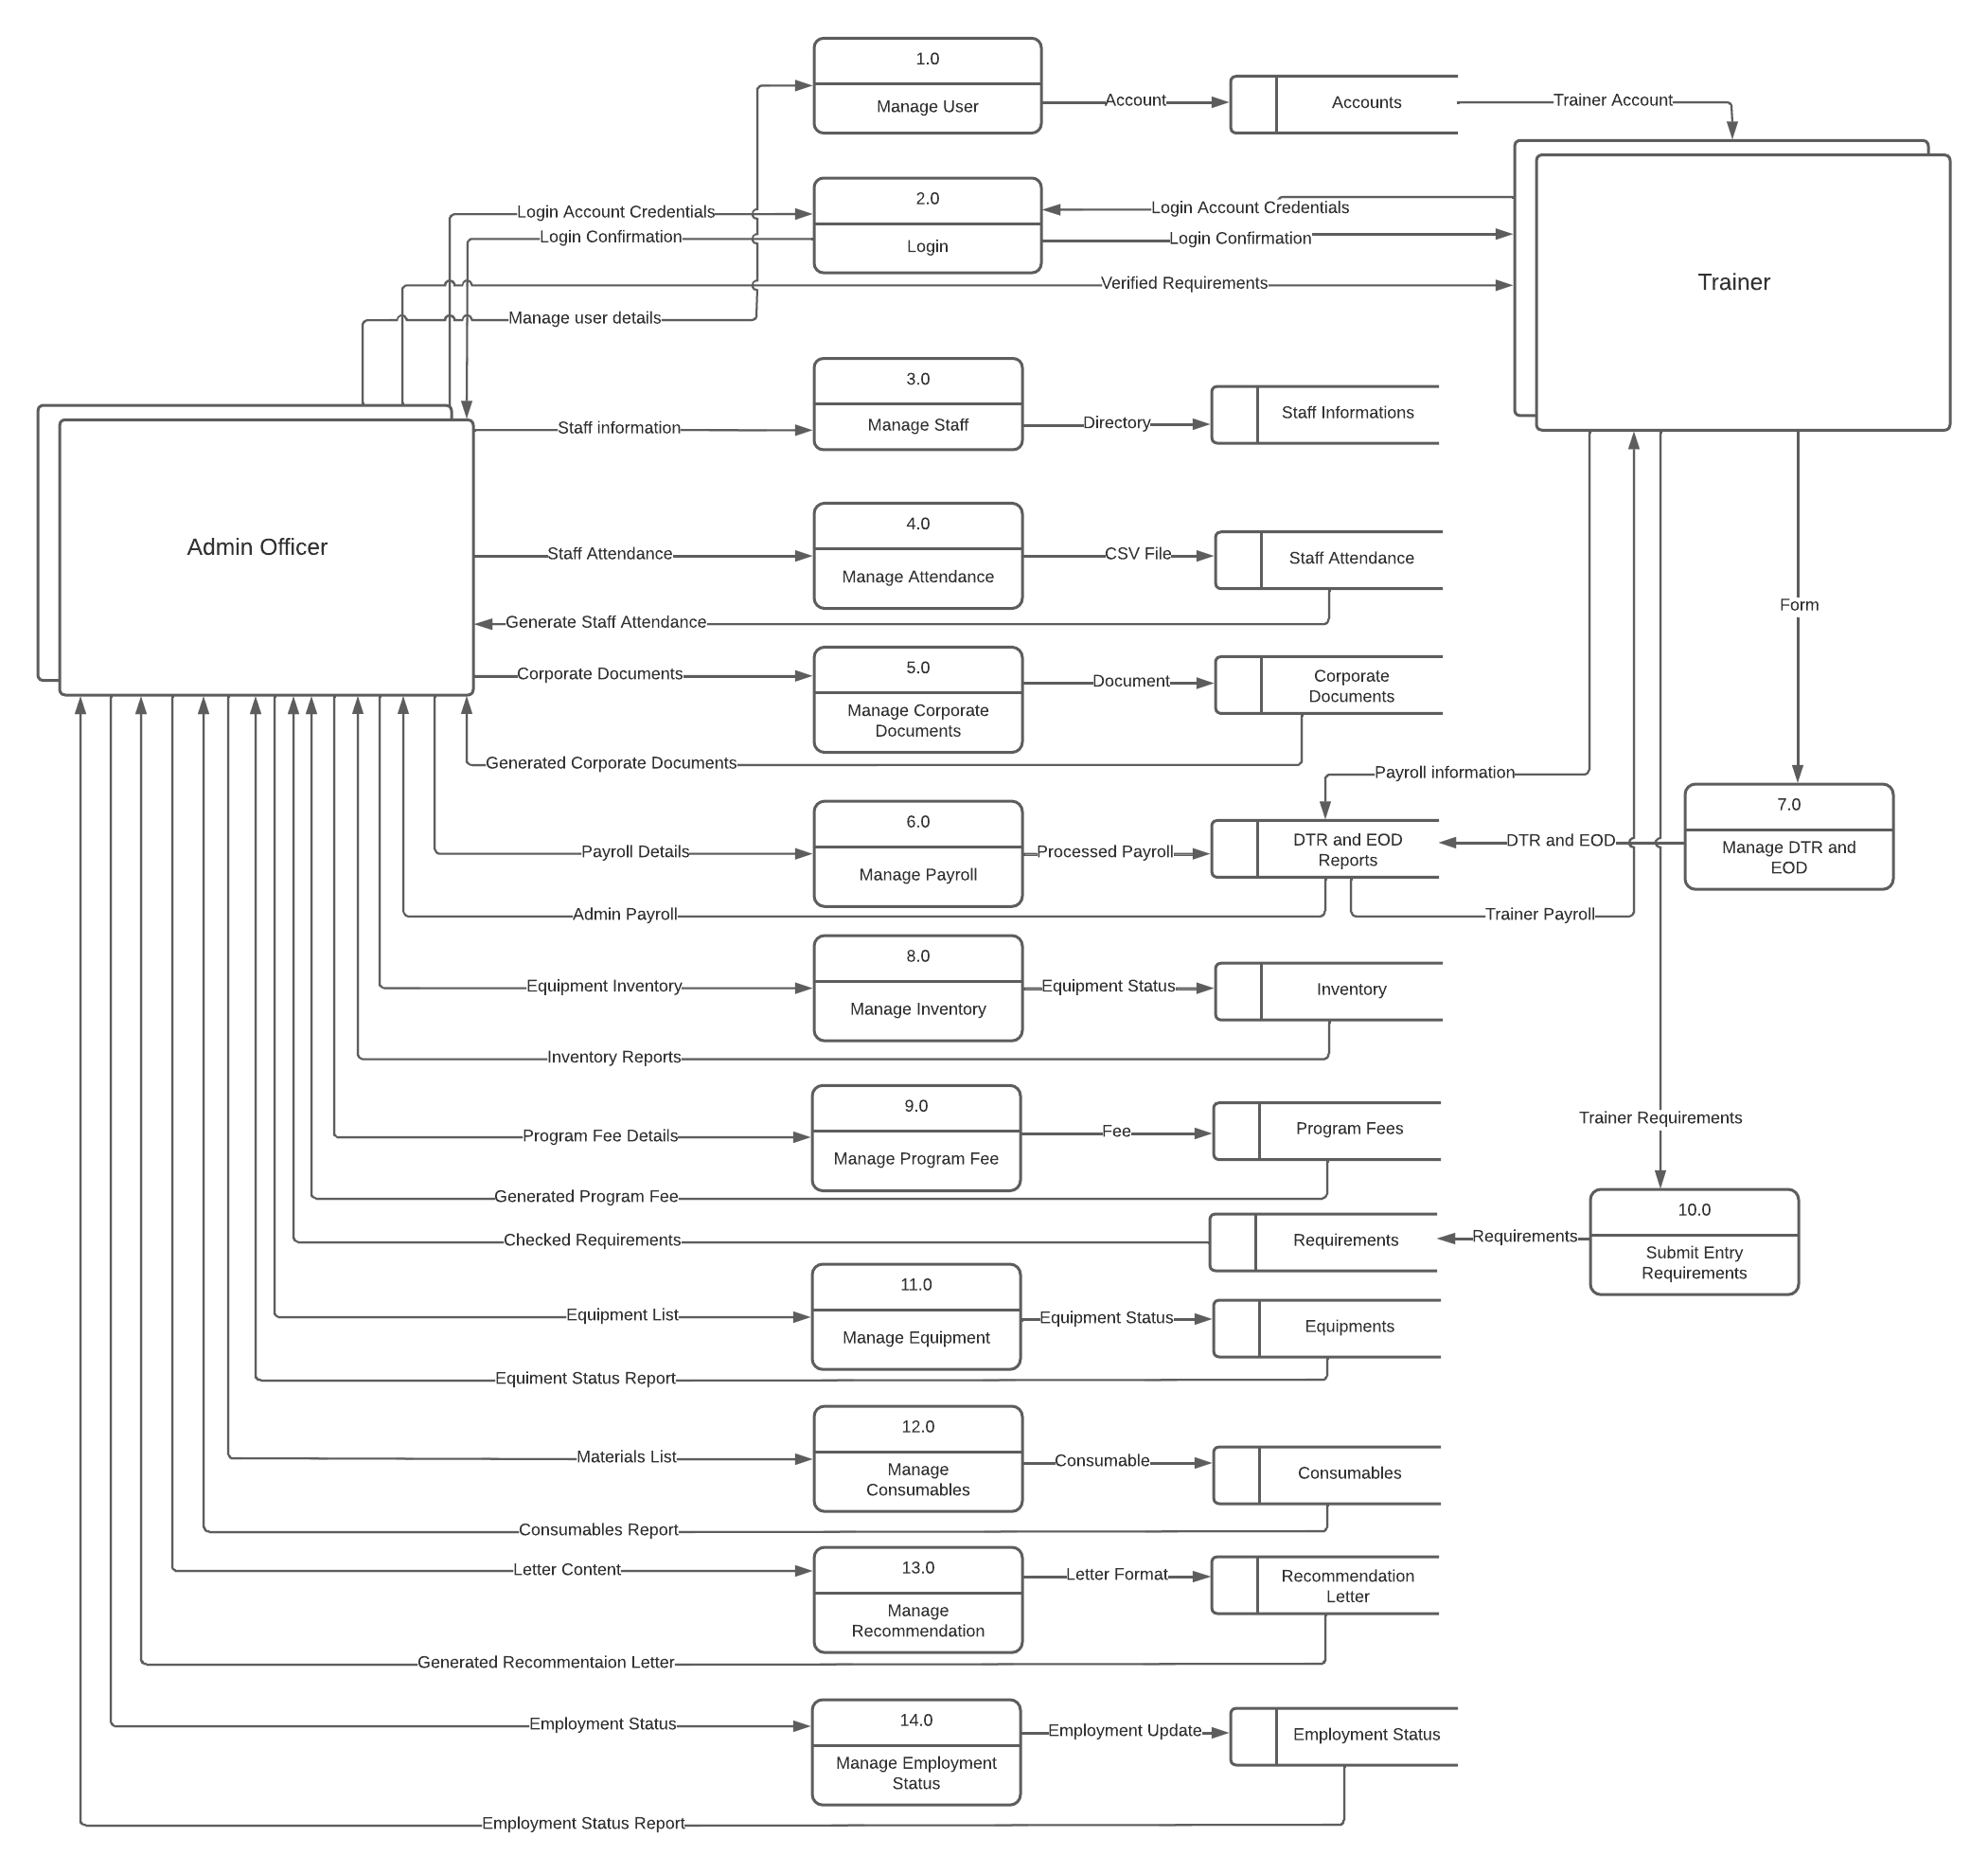 1.0
Manage User
Account
Accounts
Trainer Account
2.0
Login
Login Account Credentials
Login Confirmation
Login Account Credentials
Login Confirmation
Verified Requirements
Manage user details
Trainer
3.0
Manage Staff
Staff information
Directory
Staff Informations
Admin Officer
4.0
Manage Attendance
Staff Attendance
CSV File
Staff Attendance
Generate Staff Attendance
Form
5.0
Manage Corporate
Documents
Corporate Documents
Document
Corporate
Documents
Generated Corporate Documents
Payroll information
6.0
Manage Payroll
Payroll Details
Processed Payroll
DTR and EOD
Reports
DTR and EOD
7.0
Manage DTR and
EOD
Admin Payroll
Trainer Payroll
8.0
Manage Inventory
Equipment Inventory
Equipment Status
Inventory
Inventory Reports
9.0
Manage Program Fee
Program Fee Details
Fee
Program Fees
Trainer Requirements
Generated Program Fee
Checked Requirements
Requirements
Requirements
10.0
Submit Entry
Requirements
11.0
Manage Equipment
Equipment List
Equipment Status
Equipments
Equiment Status Report
12.0
Manage
Consumables
Materials List
Consumable
Consumables
Consumables Report
13.0
Manage
Recommendation
Letter Content
Letter Format
Recommendation
Letter
Generated Recommentaion Letter
14.0
Manage Employment
Status
Employment Status
Employment Update
Employment Status
Employment Status Report